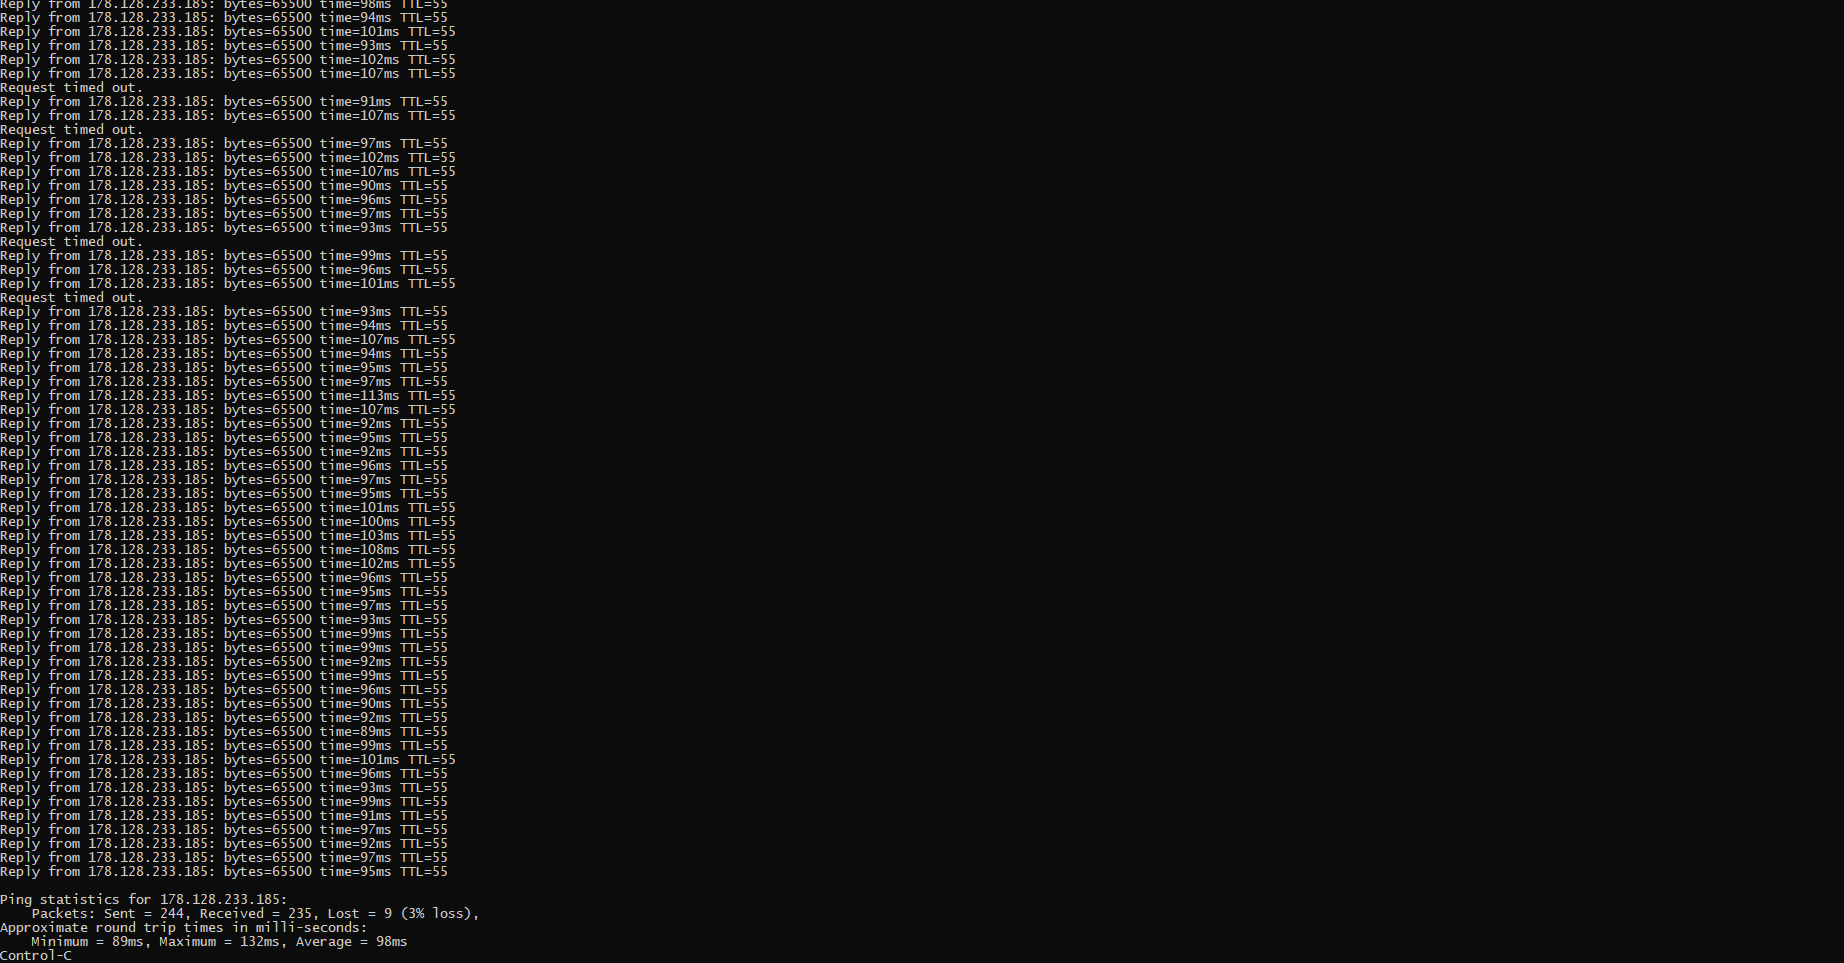 Reply from 178.128.233.185: bytes=65500 time=98ms TTL=55
Reply from 178.128.233.185: bytes=65500 time=94ms TTL=55
Reply from 178.128.233.185: bytes=65500 time=101ms TTL=55
Reply from 178.128.233.185: bytes=65500 time=93ms TTL=55
Reply from 178.128.233.185: bytes=65500 time=102ms TTL=55
Reply from 178.128.233.185: bytes=65500 time=107ms TTL=55
Request timed out.
Reply from 178.128.233.185: bytes=65500 time=91ms TTL=55
Reply from 178.128.233.185: bytes=65500 time=107ms TTL=55
Request timed out.
Reply from 178.128.233.185: bytes=65500 time=97ms TTL=55
Reply from 178.128.233.185: bytes=65500 time=102ms TTL=55
Reply from 178.128.233.185: bytes=65500 time=107ms TTL=55
Reply from 178.128.233.185: bytes=65500 time=90ms TTL=55
Reply from 178.128.233.185: bytes=65500 time=96ms TTL=55
Reply from 178.128.233.185: bytes=65500 time=97ms TTL=55
Reply from 178.128.233.185: bytes=65500 time=93ms TTL=55
Request timed out.
Reply from 178.128.233.185: bytes=65500 time=99ms TTL=55
Reply from 178.128.233.185: bytes=65500 time=96ms TTL=55
Reply from 178.128.233.185: bytes=65500 time=101ms TTL=55
Request timed out.
Reply from 178.128.233.185: bytes=65500 time=93ms TTL=55
Reply from 178.128.233.185: bytes=65500 time=94ms TTL=55
Reply from 178.128.233.185: bytes=65500 time=107ms TTL=55
Reply from 178.128.233.185: bytes=65500 time=94ms TTL=55
Reply from 178.128.233.185: bytes=65500 time=95ms TTL=55
Reply from 178.128.233.185: bytes=65500 time=97ms TTL=55
Reply from 178.128.233.185: bytes=65500 time=113ms TTL=55
Reply from 178.128.233.185: bytes=65500 time=107ms TTL=55
Reply from 178.128.233.185: bytes=65500 time=92ms TTL=55
Reply from 178.128.233.185: bytes=65500 time=95ms TTL=55
Reply from 178.128.233.185: bytes=65500 time=92ms TTL=55
Reply from 178.128.233.185: bytes=65500 time=96ms TTL=55
Reply from 178.128.233.185: bytes=65500 time=97ms TTL=55
Reply from 178.128.233.185: bytes=65500 time=95ms TTL=55
Reply from 178.128.233.185: bytes=65500 time=101ms TTL=55
Reply from 178.128.233.185: bytes=65500 time=100ms TTL=55
Reply from 178.128.233.185: bytes=65500 time=103ms TTL=55
Reply from 178.128.233.185: bytes=65500 time=108ms TTL=55
Reply from 178.128.233.185: bytes=65500 time=102ms TTL=55
Reply from 178.128.233.185: bytes=65500 time=96ms TTL=55
Reply from 178.128.233.185: bytes=65500 time=95ms TTL=55
Reply from 178.128.233.185: bytes=65500 time=97ms TTL=55
Reply from 178.128.233.185: bytes=65500 time=93ms TTL=55
Reply from 178.128.233.185: bytes=65500 time=99ms TTL=55
Reply from 178.128.233.185: bytes=65500 time=99ms TTL=55
Reply from 178.128.233.185: bytes=65500 time=92ms TTL=55
Reply from 178.128.233.185: bytes=65500 time=99ms TTL=55
Reply from 178.128.233.185: bytes=65500 time=96ms TTL=55
Reply from 178.128.233.185: bytes=65500 time=90ms TTL=55
Reply from 178.128.233.185: bytes=65500 time=92ms TTL=55
Reply from 178.128.233.185: bytes=65500 time=89ms TTL=55
Reply from 178.128.233.185: bytes=65500 time=99ms TTL=55
Reply from 178.128.233.185: bytes=65500 time=101ms TTL=55
Reply from 178.128.233.185: bytes=65500 time=96ms TTL=55
Reply from 178.128.233.185: bytes=65500 time=93ms TTL=55
Reply from 178.128.233.185: bytes=65500 time=99ms TTL=55
Reply from 178.128.233.185: bytes=65500 time=91ms TTL=55
Reply from 178.128.233.185: bytes=65500 time=97ms TTL=55
Reply from 178.128.233.185: bytes=65500 time=92ms TTL=55
Reply from 178.128.233.185: bytes=65500 time=97ms TTL=55
Reply from 178.128.233.185: bytes=65500 time=95ms TTL=55

Ping statistics for 178.128.233.185:
    Packets: Sent = 244, Received = 235, Lost = 9 (3% loss),
Approximate round trip times in milli-seconds:
    Minimum = 89ms, Maximum = 132ms, Average = 98ms
Control-C